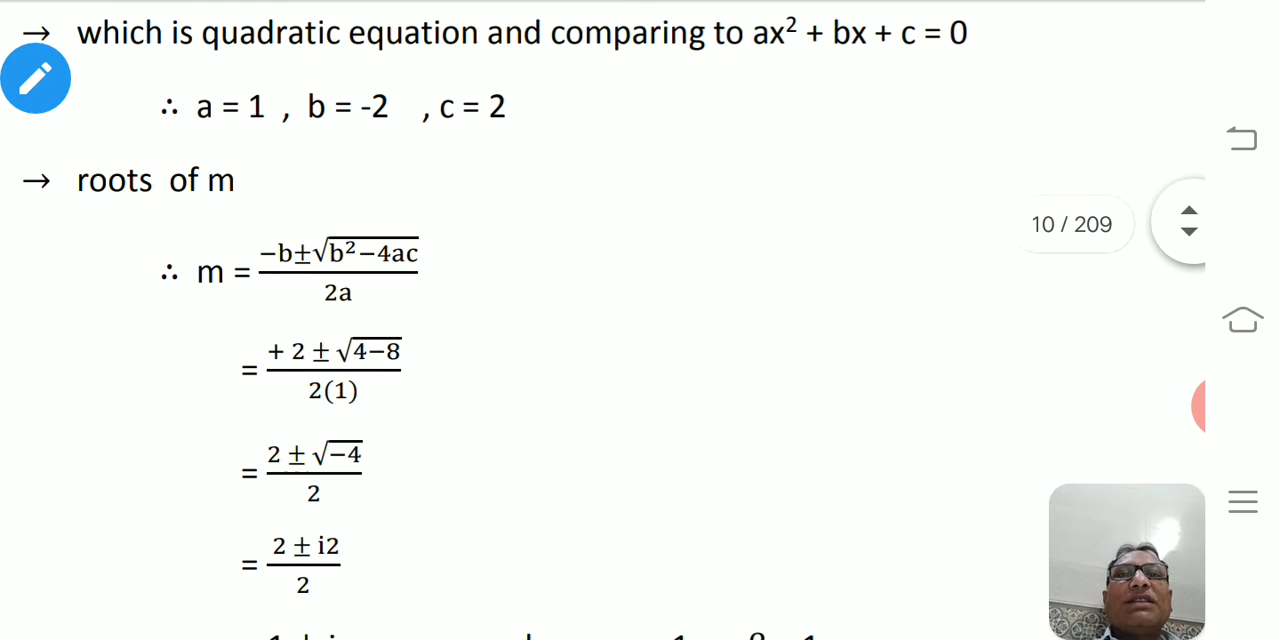 → which is quadratic equation and comparing to ax² + bx + c = 0
∴ a = 1 , b = -2 , c = 2
→ roots of m
10 / 209
∴ m = −b±√b²−4ac
2a
= + 2 ± √4−8
2(1)
= 2 ± √−4
2
= 2 ± i2
2